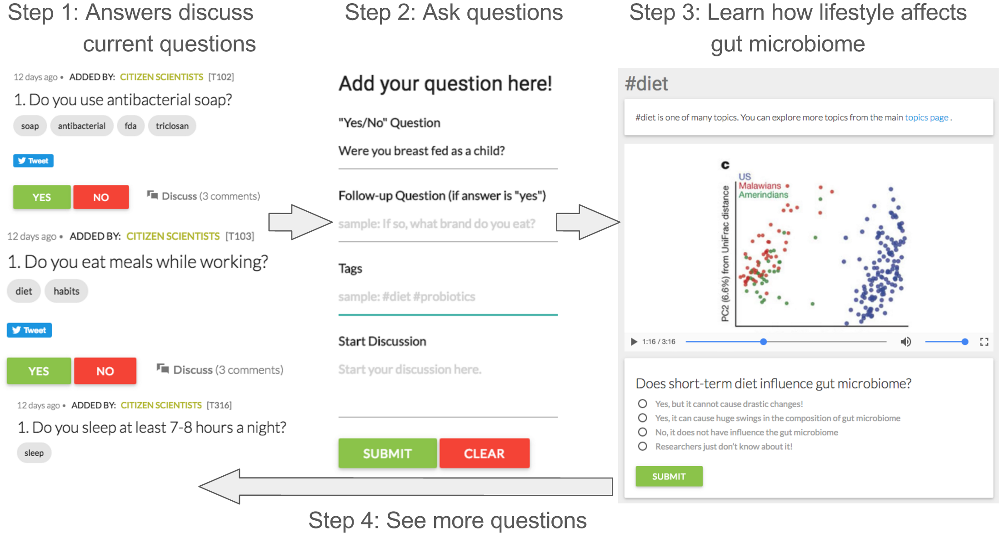 Step 1: Answers discuss
current questions
12 days ago • ADDED BY: CITIZEN SCIENTISTS [T102]
1. Do you use antibacterial soap?
soap antibacterial fda triclosan
Tweet
YES NO Discuss (3 comments)
12 days ago • ADDED BY: CITIZEN SCIENTISTS [T103]
1. Do you eat meals while working?
diet habits
Tweet
YES NO Discuss (3 comments)
12 days ago • ADDED BY: CITIZEN SCIENTISTS [T316]
1. Do you sleep at least 7-8 hours a night?
sleep
Step 2: Ask questions
Add your question here!
"Yes/No" Question
Were you breast fed as a child?
Follow-up Question (if answer is "yes")
sample: If so, what brand do you eat?
Tags
sample: #diet #probiotics
Start Discussion
Start your discussion here.
SUBMIT CLEAR
Step 3: Learn how lifestyle affects
gut microbiome
#diet
#diet is one of many topics. You can explore more topics from the main topics page .
c
US
Malawians
Amerindians
PC2 (6.6%) from UniFrac distance
1:16 / 3:16
Does short-term diet influence gut microbiome?
Yes, but it cannot cause drastic changes!
Yes, it can cause huge swings in the composition of gut microbiome
No, it does not have influence the gut microbiome
Researchers just don't know about it!
SUBMIT
Step 4: See more questions